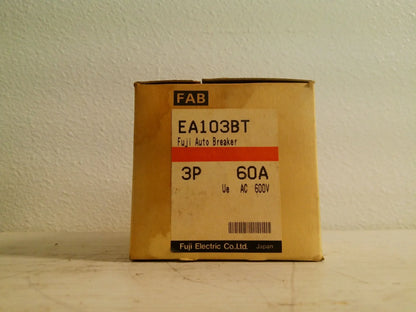 FAB
EA103BT
Fuji Auto Breaker
3P 60A
Ue AC 600V
Fuji Electric Co.,Ltd. Japan